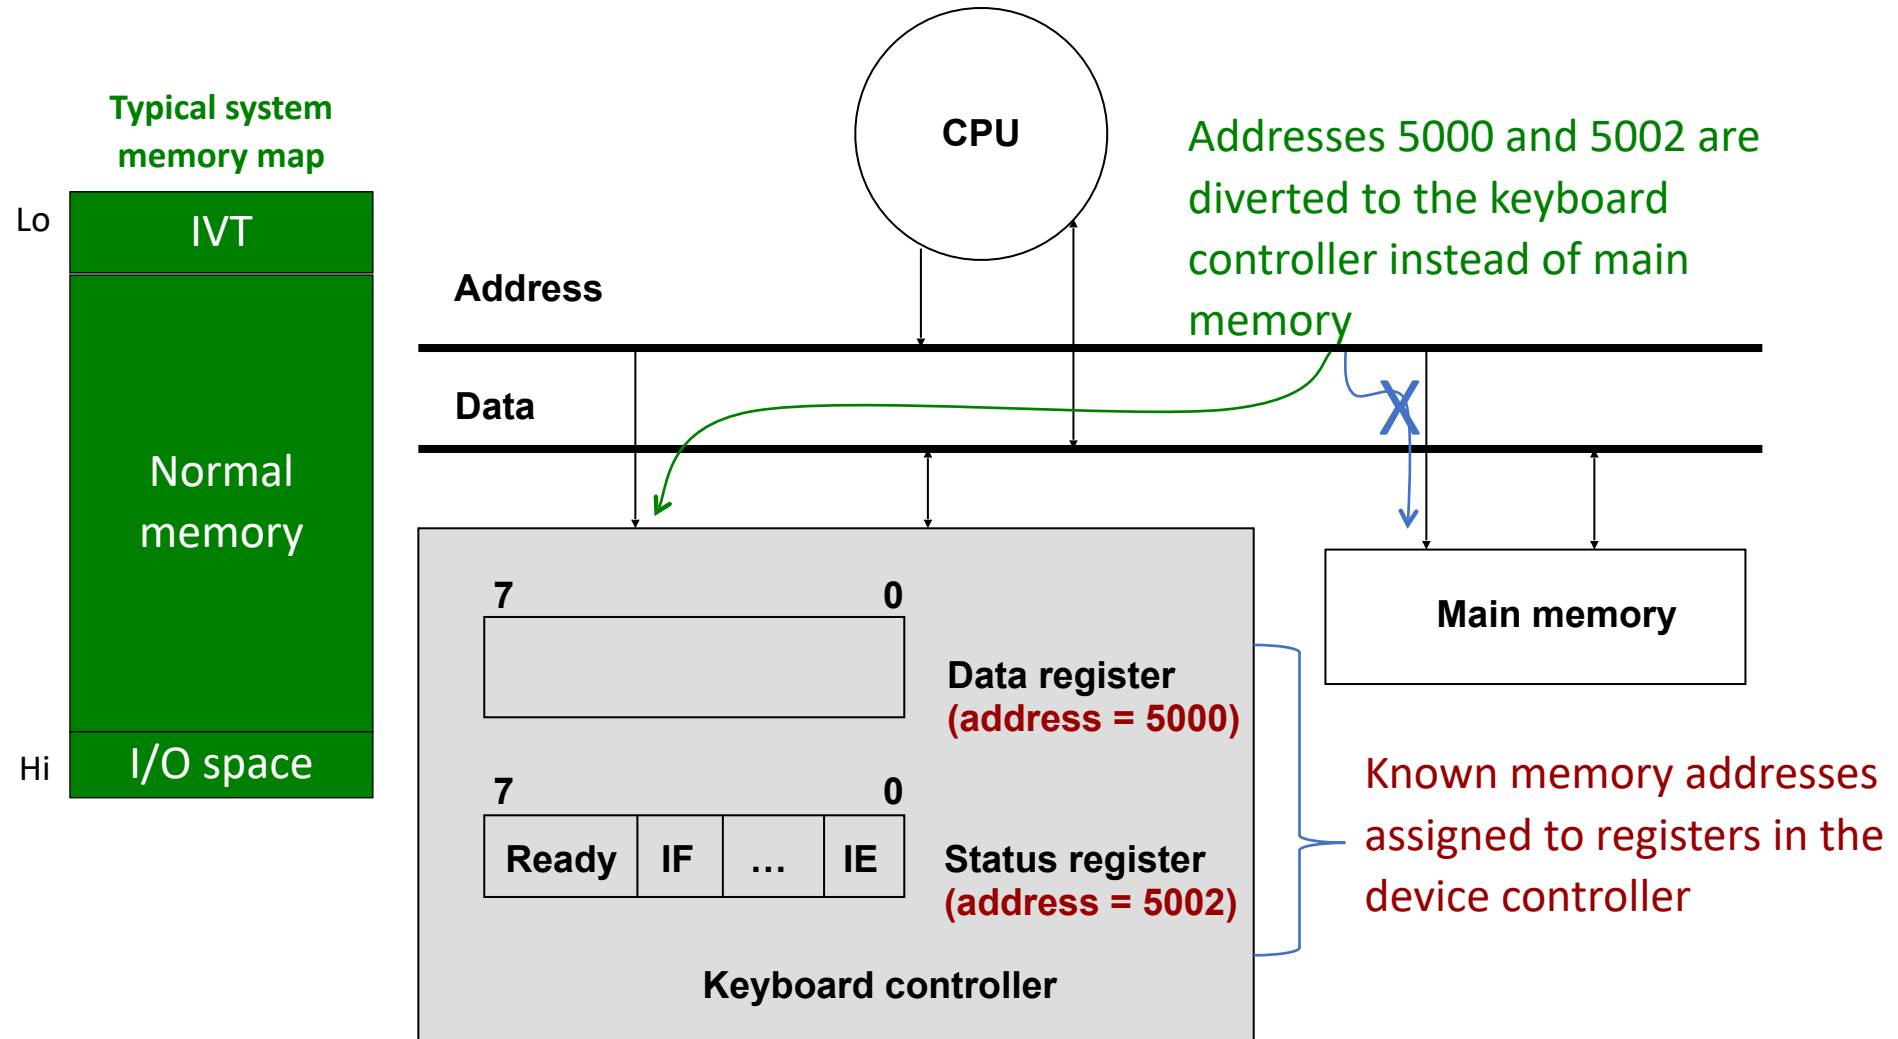 Typical system
memory map
Lo
IVT
Normal
memory
I/O space
Hi
CPU
Addresses 5000 and 5002 are
diverted to the keyboard
controller instead of main
memory
Address
Data
X
7 0
Data register
(address = 5000)
7 0
Ready IF … IE
Status register
(address = 5002)
Keyboard controller
Main memory
Known memory addresses
assigned to registers in the
device controller